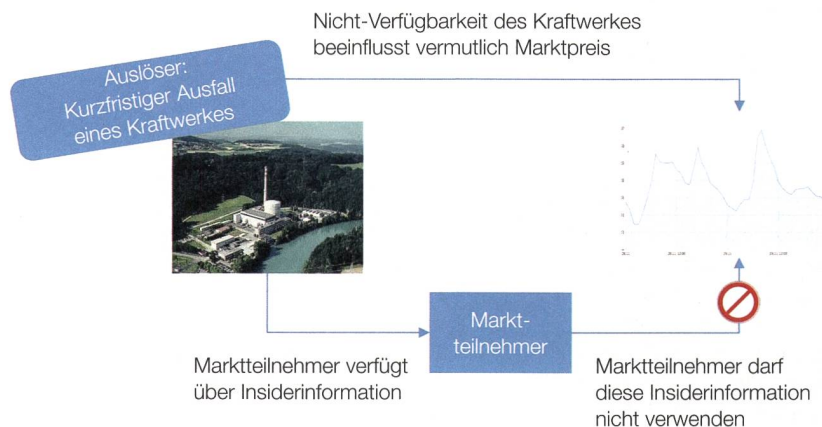 Nicht-Verfügbarkeit des Kraftwerkes
beeinflusst vermutlich Marktpreis
Auslöser:
Kurzfristiger Ausfall
eines Kraftwerkes
Markt-
teilnehmer
Marktteilnehmer verfügt
über Insiderinformation
Marktteilnehmer darf
diese Insiderinformation
nicht verwenden